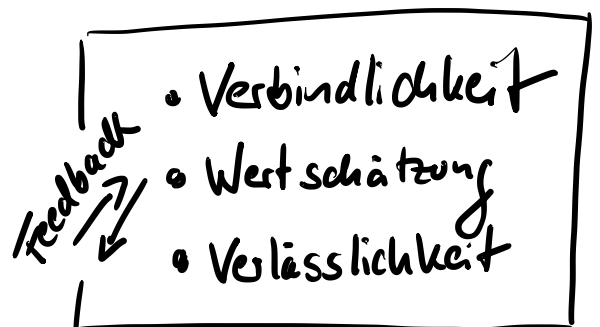 Feedback
• Verbindlichkeit
• Wertschätzung
• Verlässlichkeit